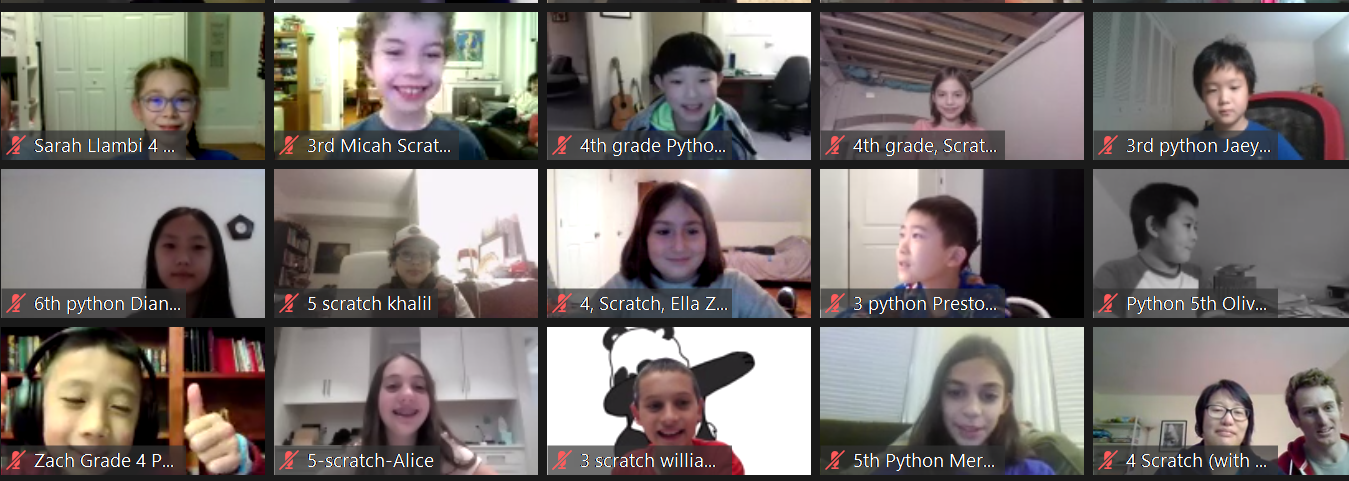 Sarah Llambi 4 ...
3rd Micah Scrat...
4th grade Pytho...
4th grade, Scrat...
3rd python Jaey...
6th python Dian...
5 scratch khalil
4, Scratch, Ella Z...
3 python Presto...
Python 5th Oliv...
Zach Grade 4 P...
5-scratch-Alice
3 scratch willia...
5th Python Mer...
4 Scratch (with ...